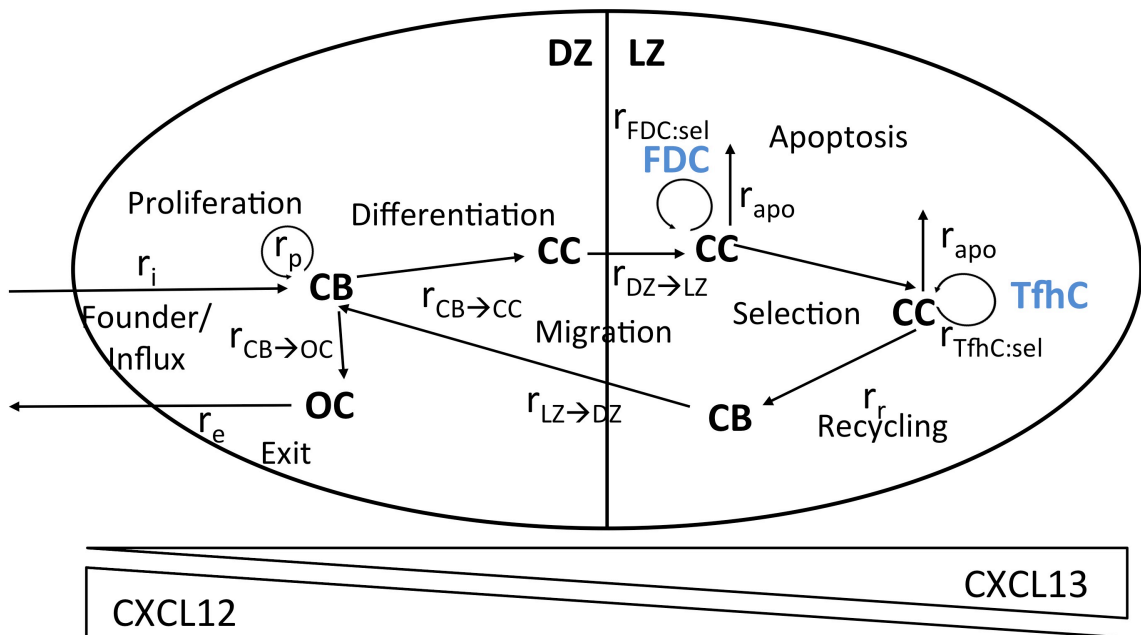 DZ LZ
rFDC:sel
Apoptosis
FDC
Proliferation
Differentiation
rapo
rp
CC
CC
rapo
ri
CB
rDZ→LZ
TfhC
Founder/
rCB→CC
Selection
CC
Influx
rCB→OC
Migration
rTfhC:sel
OC
rLZ→DZ
CB
rr
re
Recycling
Exit
CXCL13
CXCL12